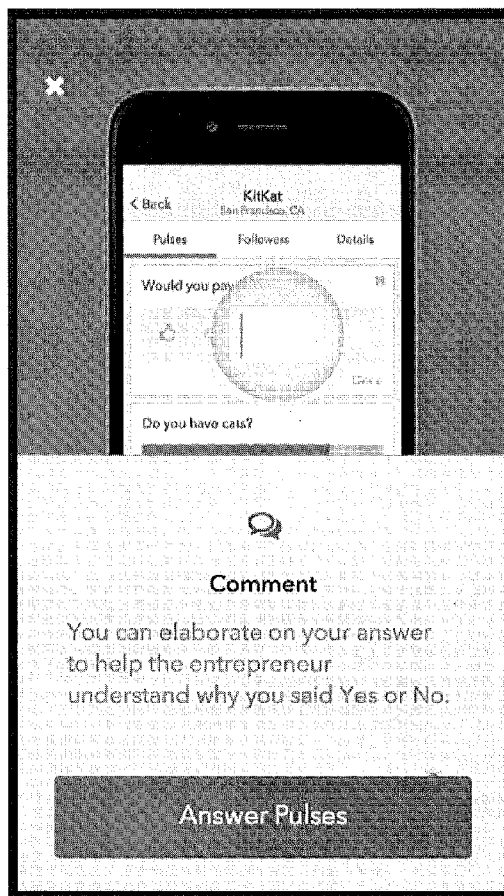 KitKat
< Back
San Francisco, CA
Pulses Followers Details
Would you pay
Do you have cats?
Comment
You can elaborate on your answer
to help the entrepreneur
understand why you said Yes or No.
Answer Pulses